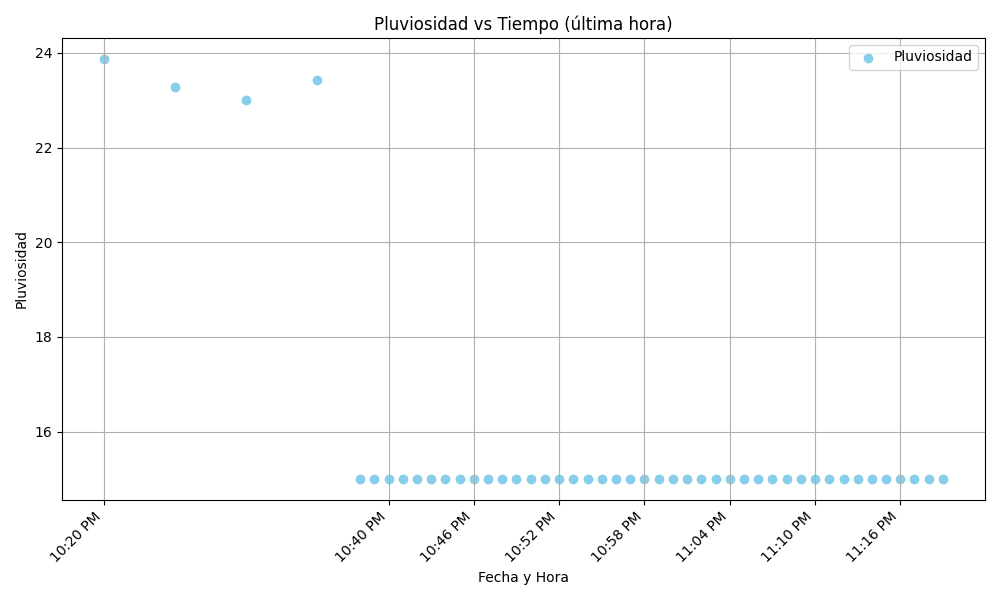 Pluviosidad vs Tiempo (última hora)
Pluviosidad
24
22
20
18
16
Pluviosidad
10:20 PM
10:40 PM
10:46 PM
10:52 PM
10:58 PM
11:04 PM
11:10 PM
11:16 PM
Fecha y Hora